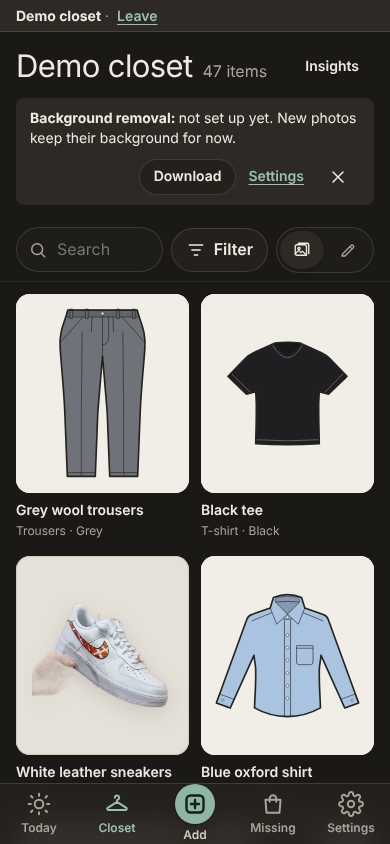 Demo closet · Leave
Demo closet 47 items
Insights
Background removal: not set up yet. New photos
keep their background for now.
Download
Settings
Search
Filter
Grey wool trousers
Trousers · Grey
Black tee
T-shirt · Black
White leather sneakers
Blue oxford shirt
Today
Closet
Add
Missing
Settings